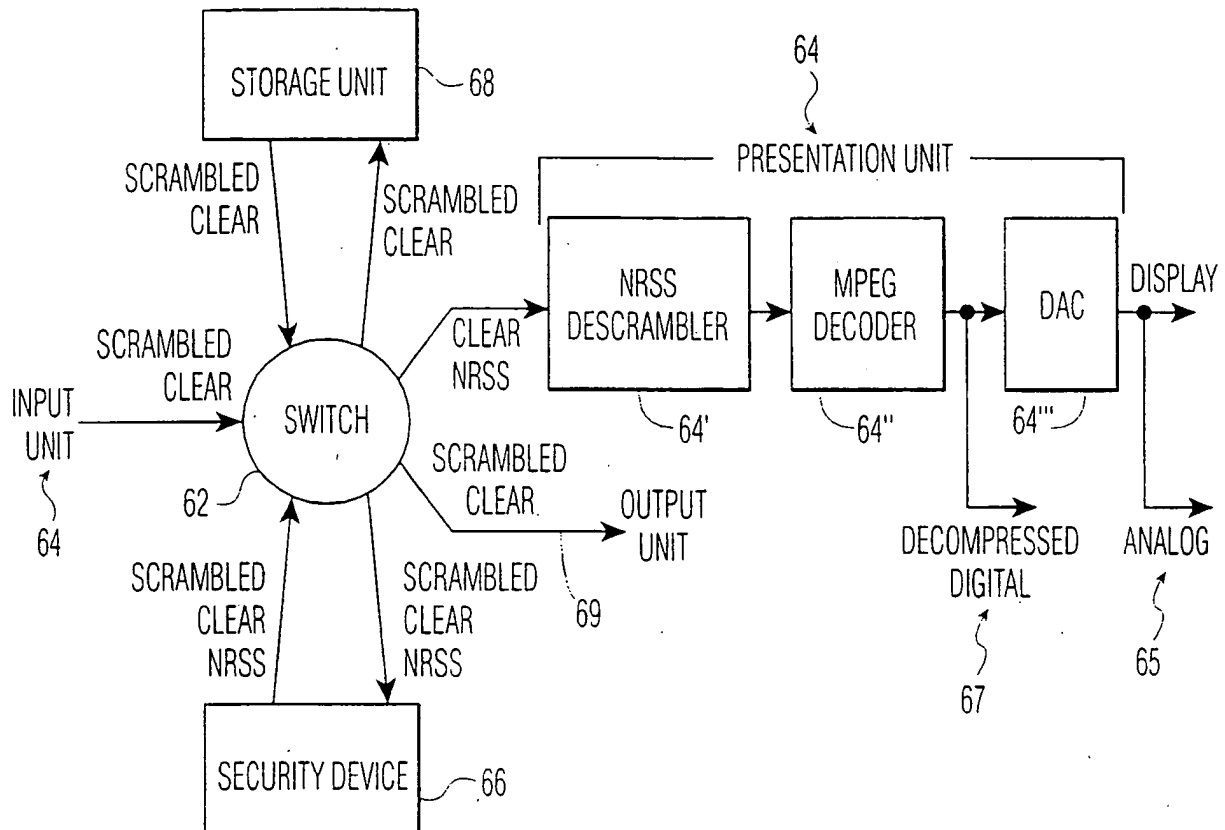 STORAGE UNIT
68
SCRAMBLED
CLEAR
SCRAMBLED
CLEAR
64
PRESENTATION UNIT
NRSS
DESCRAMBLER
64'
MPEG
DECODER
64"
DAC
64'''
DISPLAY
CLEAR
NRSS
SCRAMBLED
CLEAR
INPUT
UNIT
64
SWITCH
62
SCRAMBLED
CLEAR
69
OUTPUT
UNIT
DECOMPRESSED
DIGITAL
67
ANALOG
65
SCRAMBLED
CLEAR
NRSS
SCRAMBLED
CLEAR
NRSS
SECURITY DEVICE
66